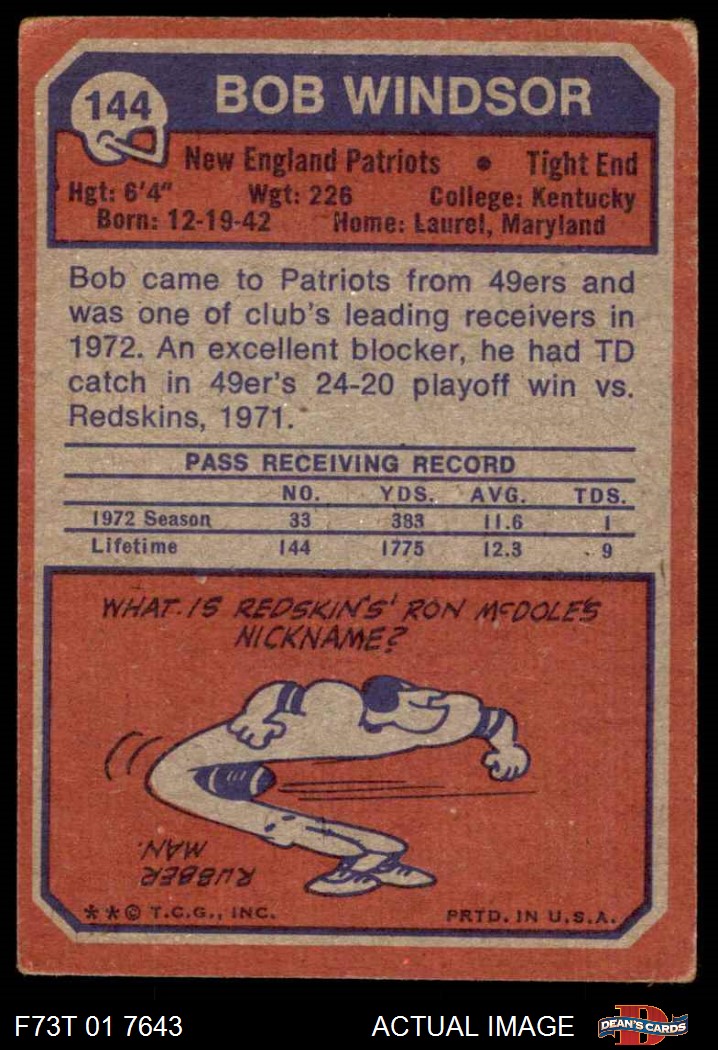 144
BOB WINDSOR
New England Patriots • Tight End
Hgt: 6'4" Wgt: 226 College: Kentucky
Born: 12-19-42 Home: Laurel, Maryland
Bob came to Patriots from 49ers and
was one of club's leading receivers in
1972. An excellent blocker, he had TD
catch in 49er's 24-20 playoff win vs.
Redskins, 1971.
PASS RECEIVING RECORD
NO. YDS. AVG. TDS.
1972 Season 33 383 11.6 1
Lifetime 144 1775 12.3 9
WHAT IS REDSKINS' RON McDOLE'S
NICKNAME?
RUBBER
MAN.
**© T.C.G., INC. PRTD. IN U.S.A.
F73T 01 7643 ACTUAL IMAGE
D
DEAN'S CARDS